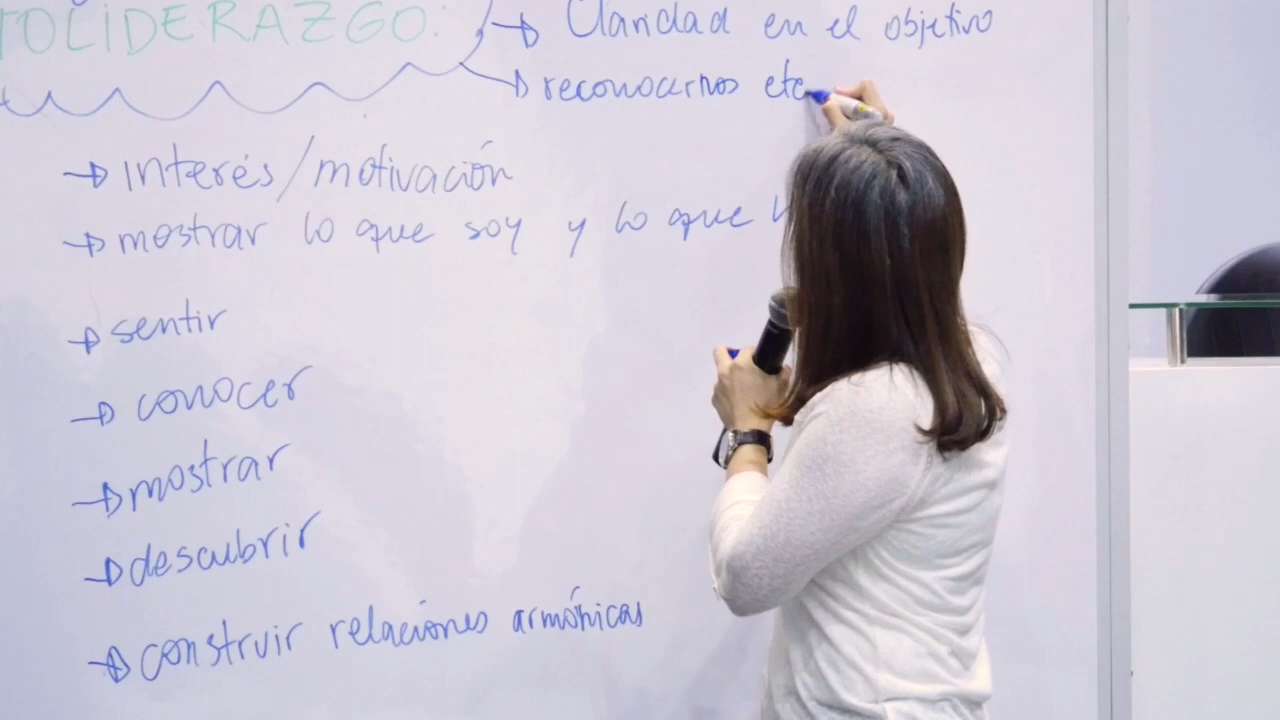 TOLIDERAZGO:
→ Claridad en el objetivo
→ reconocernos etc
→ interés/motivación
→ mostrar lo que soy y lo que
→ sentir
→ conocer
→ mostrar
→ descubrir
→ construir relaciones armónicas